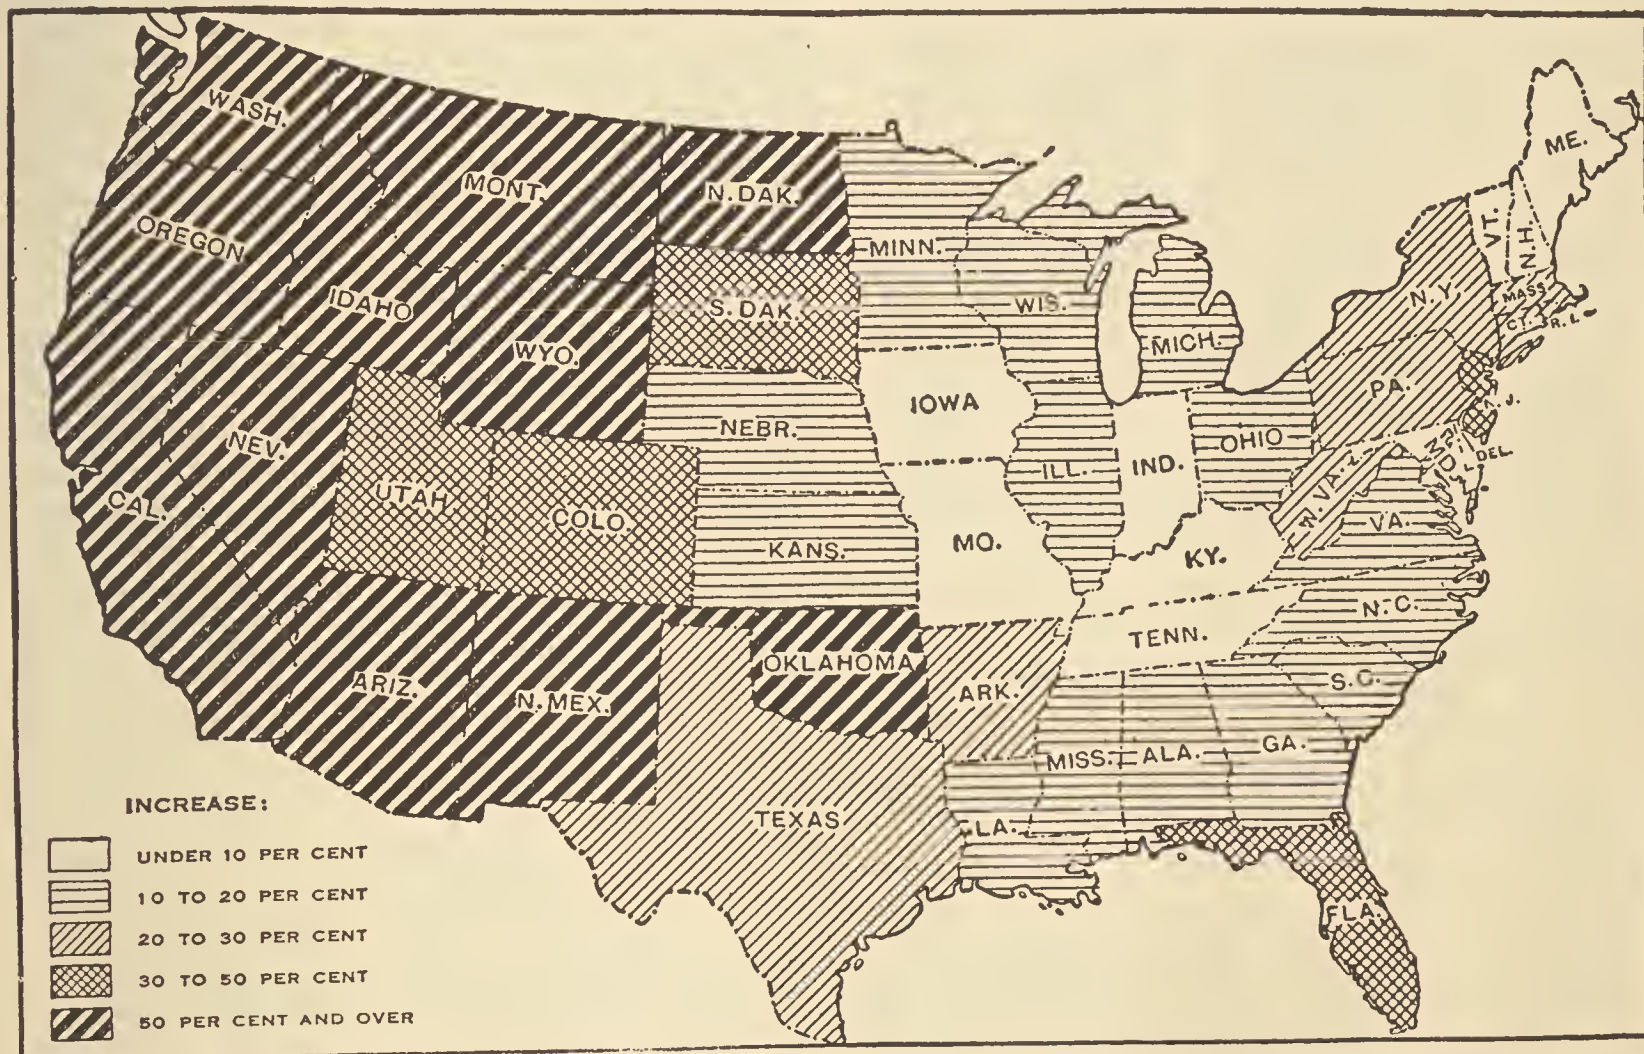 WASH.
MONT.
N. DAK.
MINN.
ME.
VT.
N.H.
OREGON
IDAHO
S. DAK.
WIS.
MICH.
N.Y.
MASS.
CT.
R.I.
WYO.
IOWA
PA.
N.J.
NEBR.
NEV.
UTAH
COLO.
ILL.
IND.
OHIO
W. VA.
MD.
DEL.
CAL.
KANS.
MO.
KY.
VA.
TENN.
N.C.
ARIZ.
N. MEX.
OKLAHOMA
ARK.
S.C.
MISS.
ALA.
GA.
TEXAS
LA.
FLA.
INCREASE:
UNDER 10 PER CENT
10 TO 20 PER CENT
20 TO 30 PER CENT
30 TO 50 PER CENT
50 PER CENT AND OVER